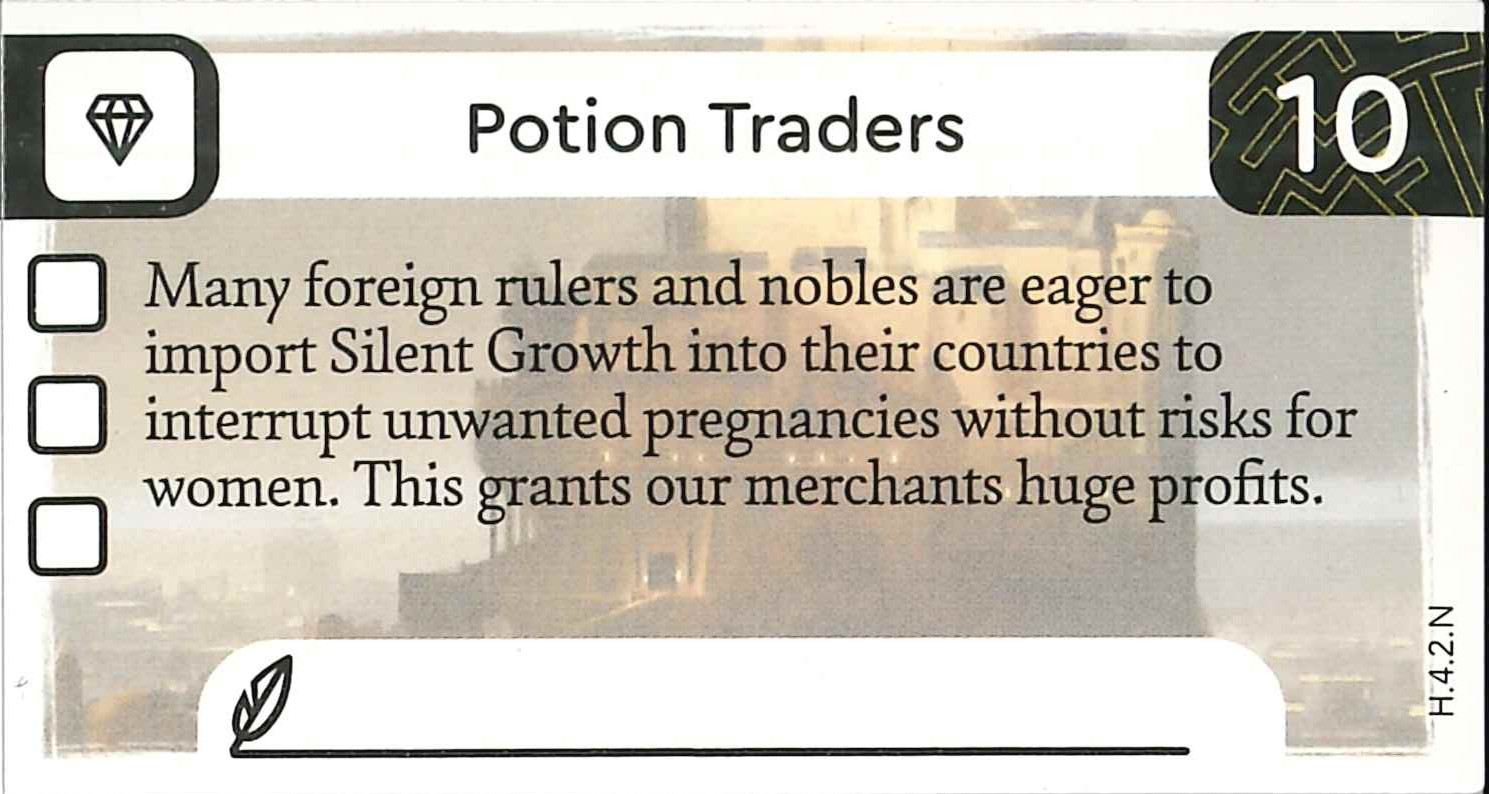 Potion Traders
10
Many foreign rulers and nobles are eager to
import Silent Growth into their countries to
interrupt unwanted pregnancies without risks for
women. This grants our merchants huge profits.
H.4.2.N